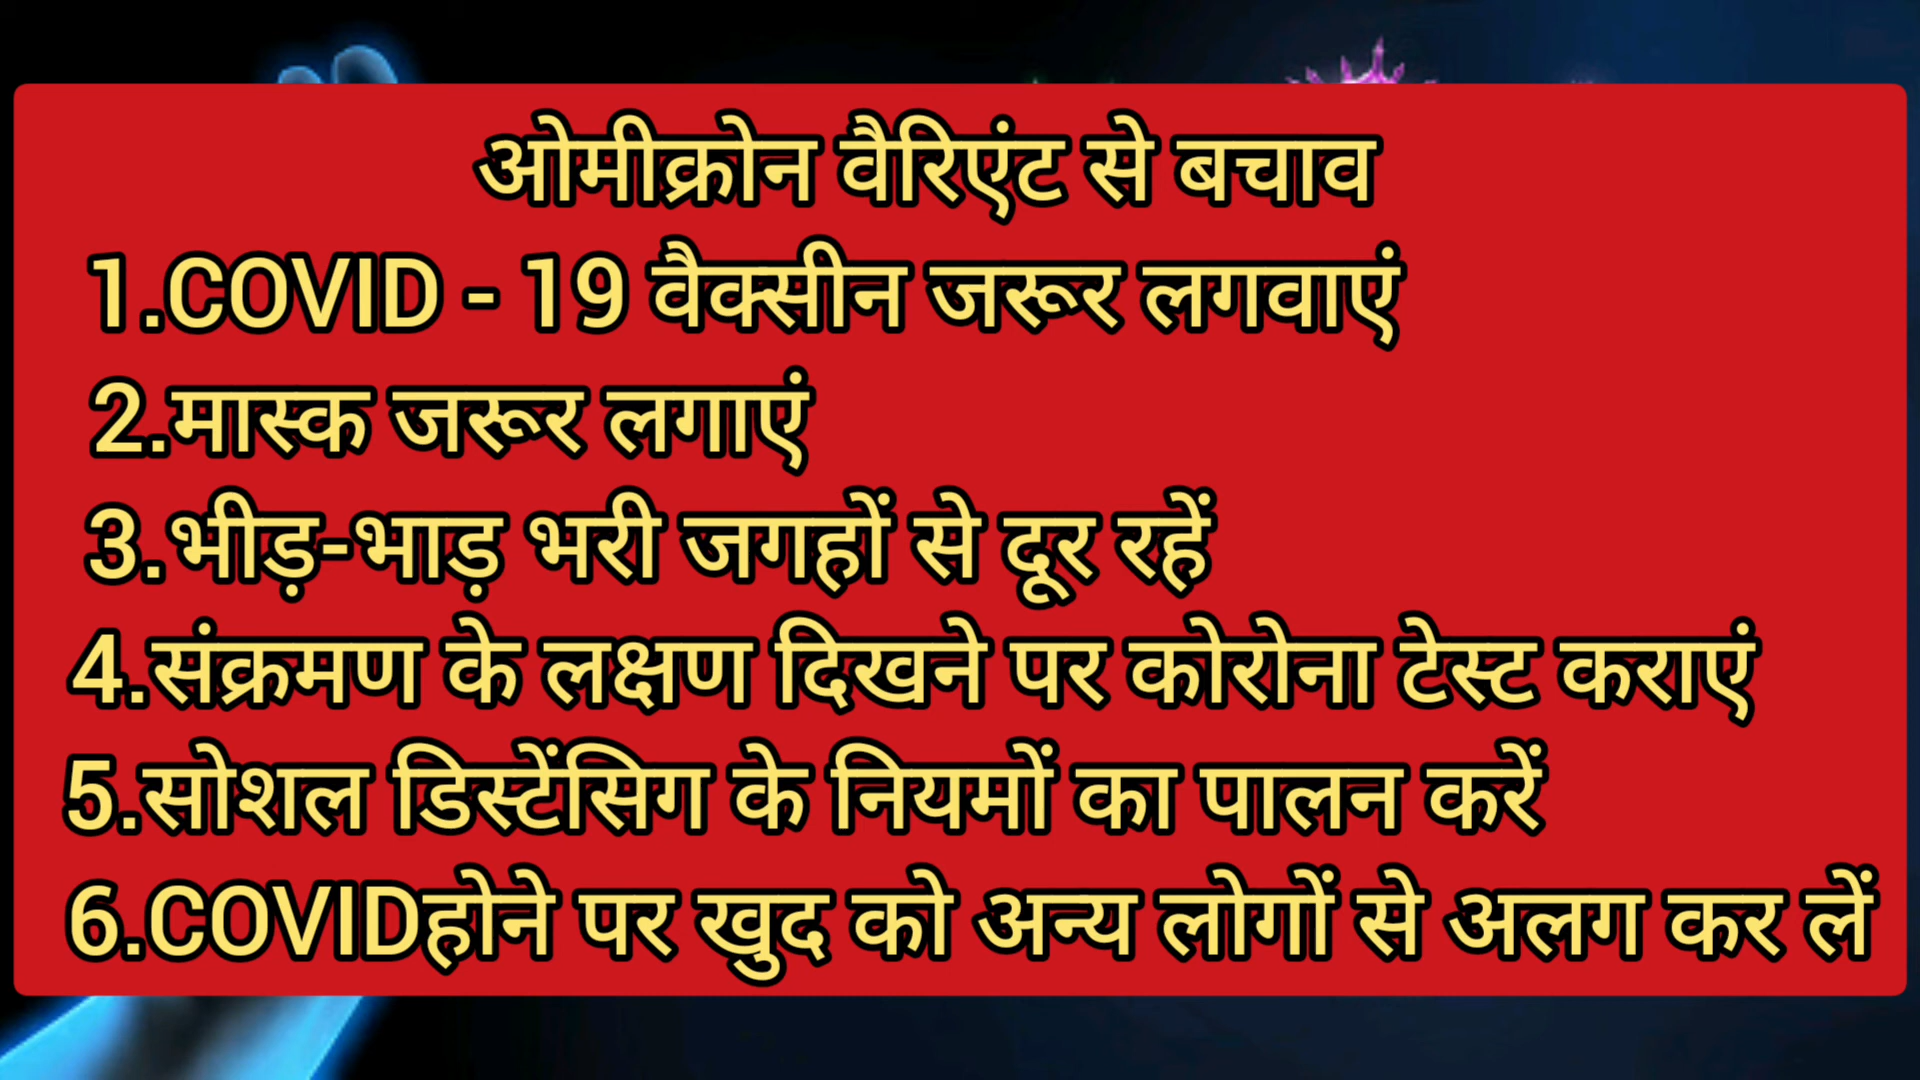 ओमीक्रोन वैरिएंट से बचाव
1.COVID - 19 वैक्सीन जरूर लगवाएं
2.मास्क जरूर लगाएं
3.भीड़-भाड़ भरी जगहों से दूर रहें
4.संक्रमण के लक्षण दिखने पर कोरोना टेस्ट कराएं
5.सोशल डिस्टेंसिग के नियमों का पालन करें
6.COVIDहोने पर खुद को अन्य लोगों से अलग कर लें